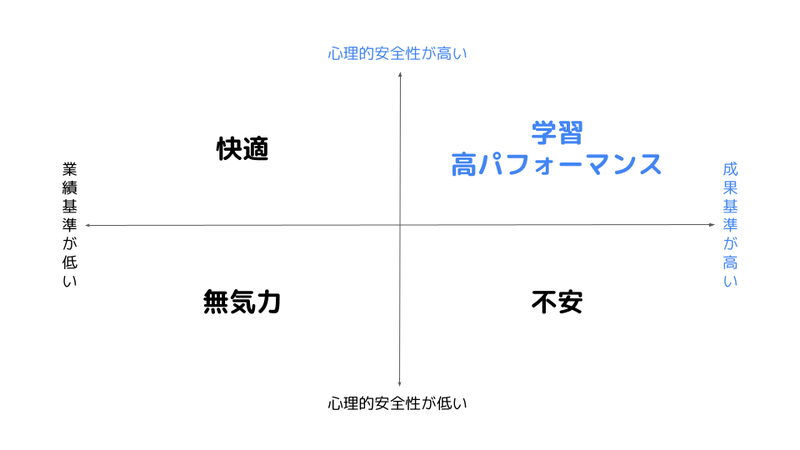 心理的安全性が高い
快適
学習
高パフォーマンス
業績基準が低い
成果基準が高い
無気力
不安
心理的安全性が低い